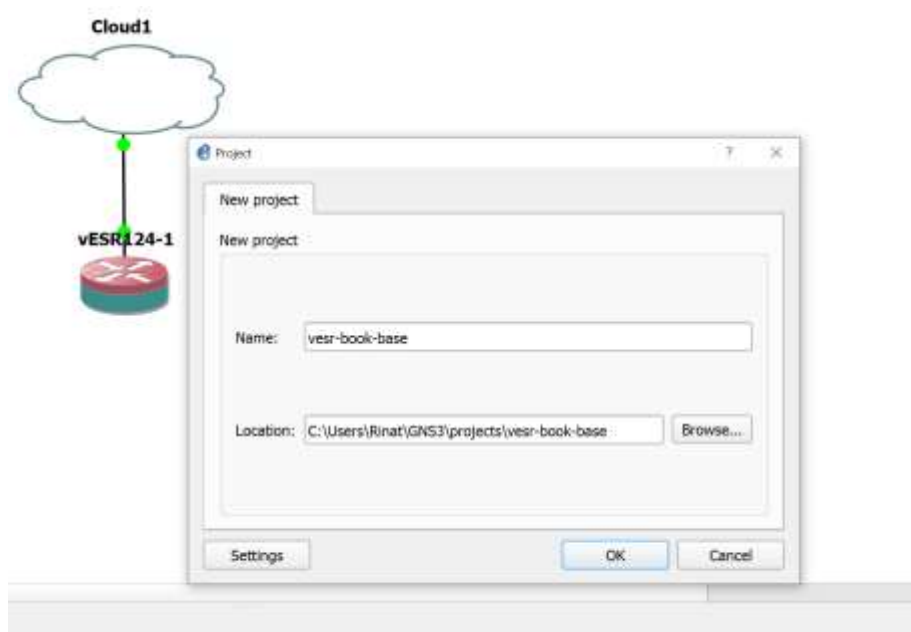 Cloud1
Project
New project
vESR124-1
New project
Name: vesr-book-base
Location: C:\Users\Rinat\GNS3\projects\vesr-book-base Browse...
Settings OK Cancel